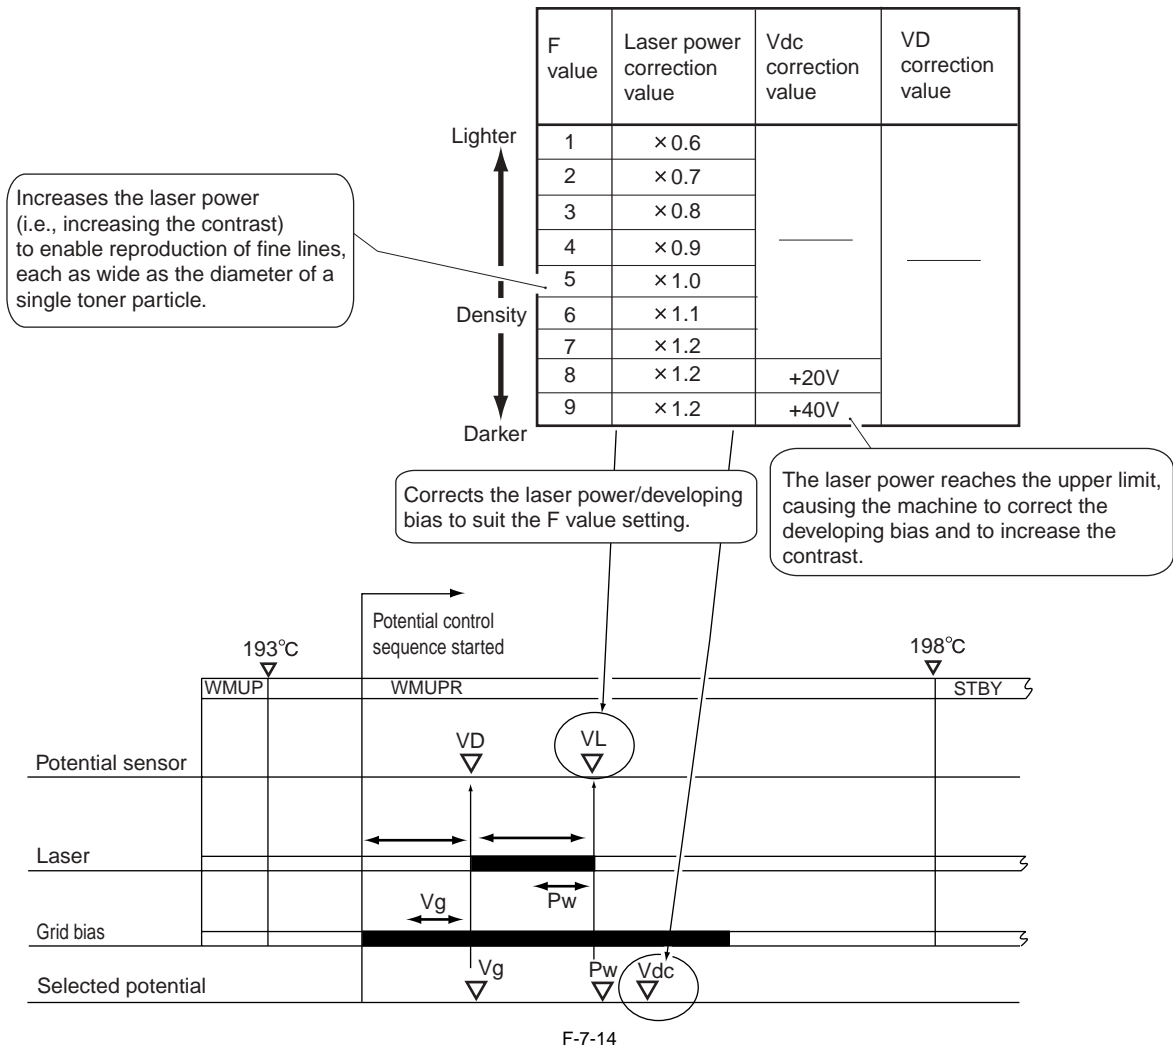 F value
Laser power correction value
Vdc correction value
VD correction value
Lighter
1 ×0.6
2 ×0.7
3 ×0.8
4 ×0.9
5 ×1.0
6 ×1.1
7 ×1.2
8 ×1.2 +20V
9 ×1.2 +40V
Density
Darker
Increases the laser power
(i.e., increasing the contrast)
to enable reproduction of fine lines,
each as wide as the diameter of a
single toner particle.
Corrects the laser power/developing
bias to suit the F value setting.
The laser power reaches the upper limit,
causing the machine to correct the
developing bias and to increase the
contrast.
Potential control
sequence started
193°C
198°C
WMUP WMUPR STBY
VD VL
Potential sensor
Laser
Vg Pw
Grid bias
Vg Pw Vdc
Selected potential
F-7-14